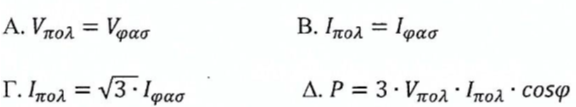 Α. V_πολ = V_φασ Β. I_πολ = I_φασ
Γ. I_πολ = √3 · I_φασ Δ. P = 3 · V_πολ · I_πολ · cosφ